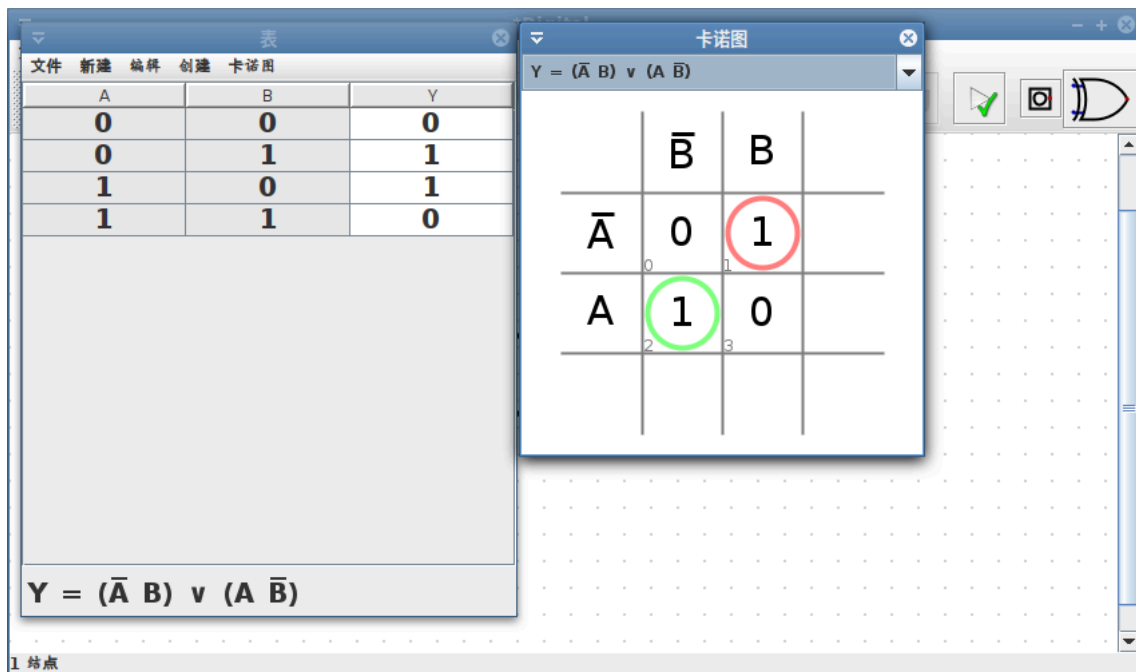 表
文件 新建 编辑 创建 卡诺图
A B Y
0 0 0
0 1 1
1 0 1
1 1 0
Y = (A̅ B) ∨ (A B̅)
卡诺图
Y = (A̅ B) ∨ (A B̅)
B̅ B
A̅ 0 1
0 1
A 1 0
2 3
1 结点